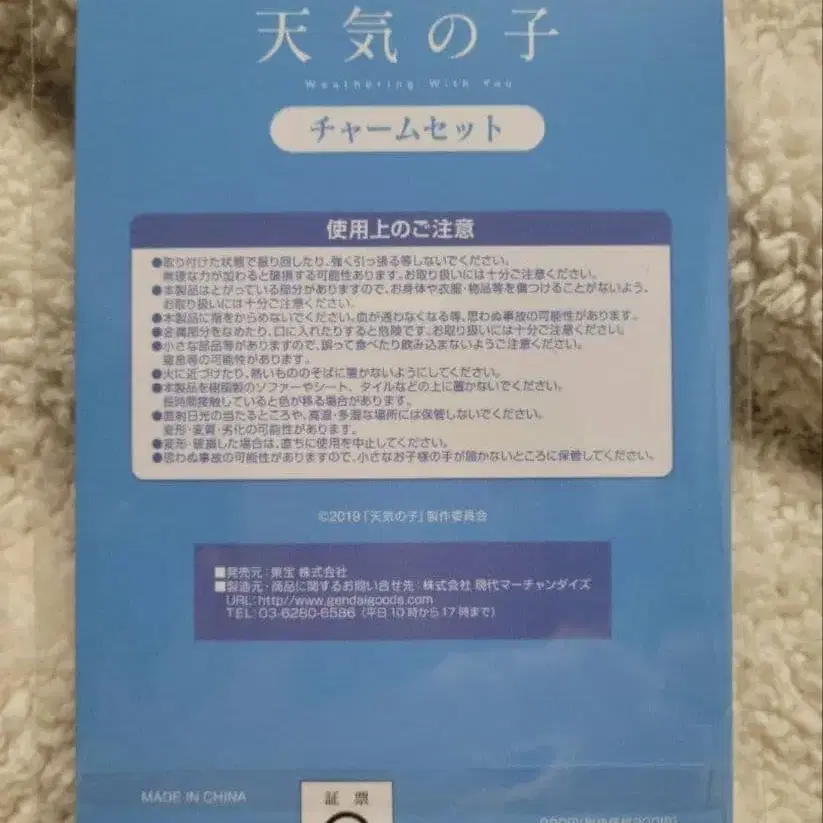 天気の子
Weathering With You
チャームセット
使用上のご注意
●取り付けた状態で振り回したり、強く引っ張る等しないでください。
無理な力が加わると破損する可能性あります。お取り扱いには十分ご注意ください。
●本製品はとがっている部分がありますので、お身体や衣服・物品等を傷つけることがないよう、
お取り扱いには十分ご注意ください。
●本製品に指をからめないでください。血が通わなくなる等、思わぬ事故の可能性があります。
●金属部分をなめたり、口に入れたりすると危険です。お取り扱いには十分ご注意ください。
●小さな部品等がありますので、誤って食べたり飲み込まないようご注意ください。
窒息等の可能性があります。
●火に近づけたり、熱いもののそばに置かないようにしてください。
●本製品を樹脂製のソファーやシート、タイルなどの上に置かないでください。
長時間接触していると色が移る場合があります。
●直射日光の当たるところや、高温・多湿な場所には保管しないでください。
変形・変質・劣化の可能性があります。
●変形・破損した場合は、直ちに使用を中止してください。
●思わぬ事故の可能性がありますので、小さなお子様の手が届かないところに保管してください。
©2019「天気の子」製作委員会
■発売元：東宝 株式会社
■製造元・商品に関するお問い合せ先：株式会社 現代マーチャンダイズ
URL:http://www.gendaigoods.com
TEL:03-6280-6586（平日10時から17時まで）
MADE IN CHINA
証票